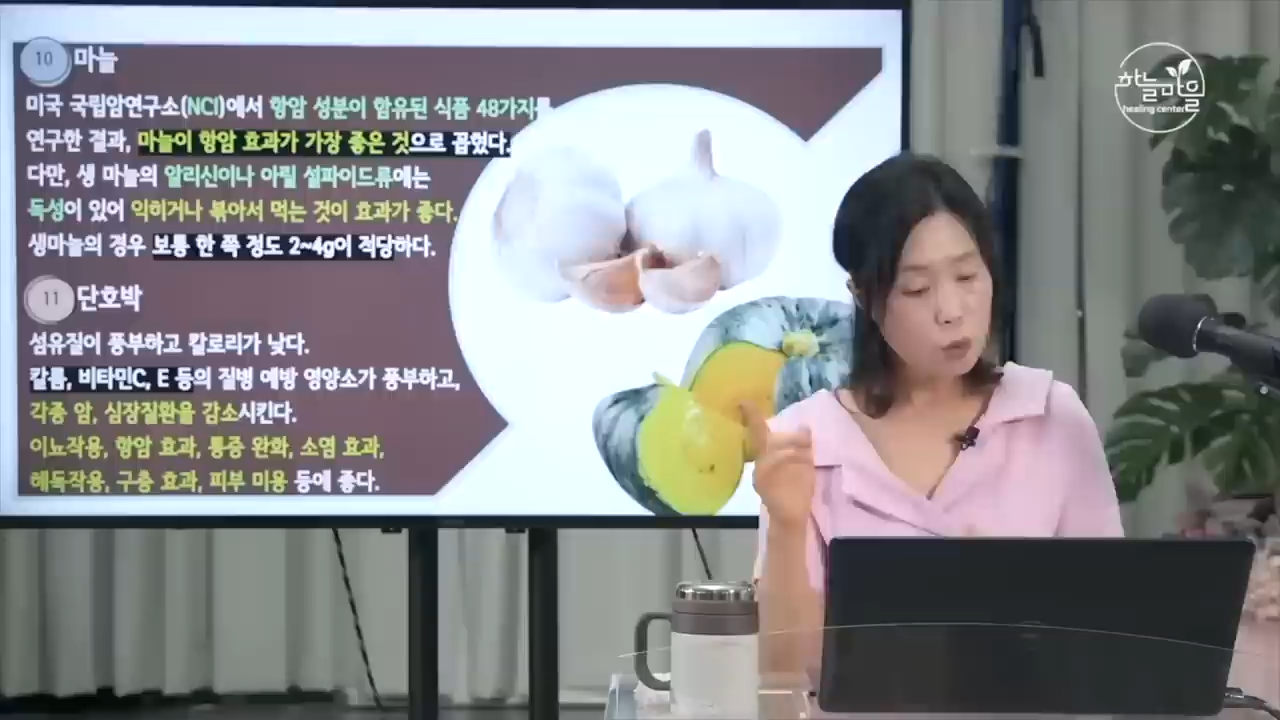 10 마늘
미국 국립암연구소(NCI)에서 항암 성분이 함유된 식품 48가지를
연구한 결과, 마늘이 항암 효과가 가장 좋은 것으로 꼽혔다.
다만, 생 마늘의 알리신이나 아릴 설파이드류에는
독성이 있어 익히거나 볶아서 먹는 것이 효과가 좋다.
생마늘의 경우 보통 한 쪽 정도 2~4g이 적당하다.
11 단호박
섬유질이 풍부하고 칼로리가 낮다.
칼륨, 비타민C, E 등의 질병 예방 영양소가 풍부하고,
각종 암, 심장질환을 감소시킨다.
이뇨작용, 항암 효과, 통증 완화, 소염 효과,
해독작용, 구충 효과, 피부 미용 등에 좋다.
하늘마을
healing center